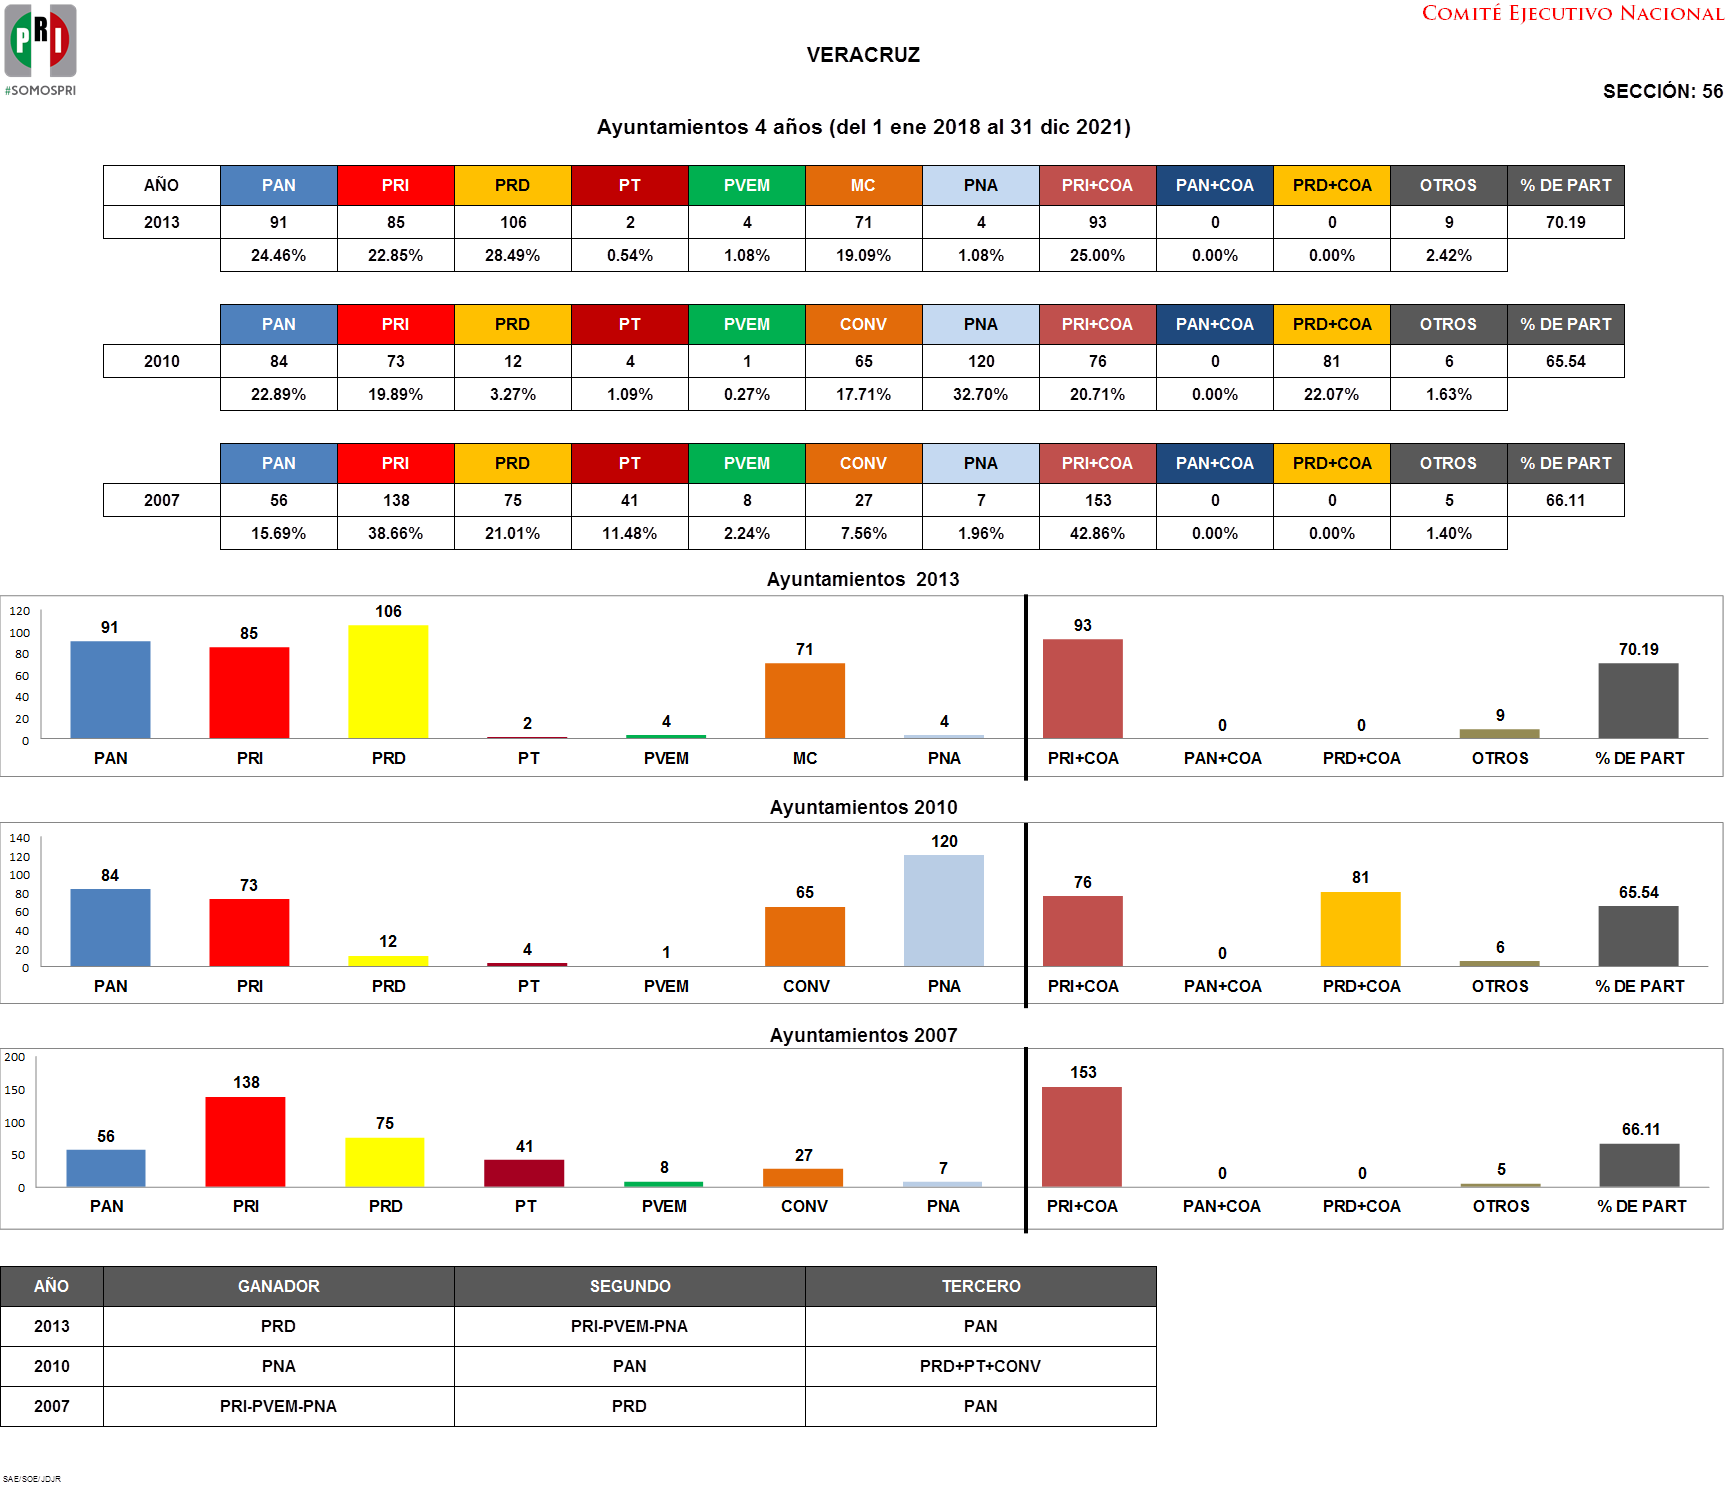 PRI
#SOMOSPRI
COMITÉ EJECUTIVO NACIONAL
VERACRUZ
SECCIÓN: 56
Ayuntamientos 4 años (del 1 ene 2018 al 31 dic 2021)
AÑO PAN PRI PRD PT PVEM MC PNA PRI+COA PAN+COA PRD+COA OTROS % DE PART
2013 91 85 106 2 4 71 4 93 0 0 9 70.19
24.46% 22.85% 28.49% 0.54% 1.08% 19.09% 1.08% 25.00% 0.00% 0.00% 2.42%
PAN PRI PRD PT PVEM CONV PNA PRI+COA PAN+COA PRD+COA OTROS % DE PART
2010 84 73 12 4 1 65 120 76 0 81 6 65.54
22.89% 19.89% 3.27% 1.09% 0.27% 17.71% 32.70% 20.71% 0.00% 22.07% 1.63%
PAN PRI PRD PT PVEM CONV PNA PRI+COA PAN+COA PRD+COA OTROS % DE PART
2007 56 138 75 41 8 27 7 153 0 0 5 66.11
15.69% 38.66% 21.01% 11.48% 2.24% 7.56% 1.96% 42.86% 0.00% 0.00% 1.40%
Ayuntamientos 2013
120
100
80
60
40
20
0
91 85 106 2 4 71 4 93 0 0 9 70.19
PAN PRI PRD PT PVEM MC PNA PRI+COA PAN+COA PRD+COA OTROS % DE PART
Ayuntamientos 2010
140
120
100
80
60
40
20
0
84 73 12 4 1 65 120 76 0 81 6 65.54
PAN PRI PRD PT PVEM CONV PNA PRI+COA PAN+COA PRD+COA OTROS % DE PART
Ayuntamientos 2007
200
150
100
50
0
56 138 75 41 8 27 7 153 0 0 5 66.11
PAN PRI PRD PT PVEM CONV PNA PRI+COA PAN+COA PRD+COA OTROS % DE PART
AÑO GANADOR SEGUNDO TERCERO
2013 PRD PRI-PVEM-PNA PAN
2010 PNA PAN PRD+PT+CONV
2007 PRI-PVEM-PNA PRD PAN
SAE/SOE/JDJR